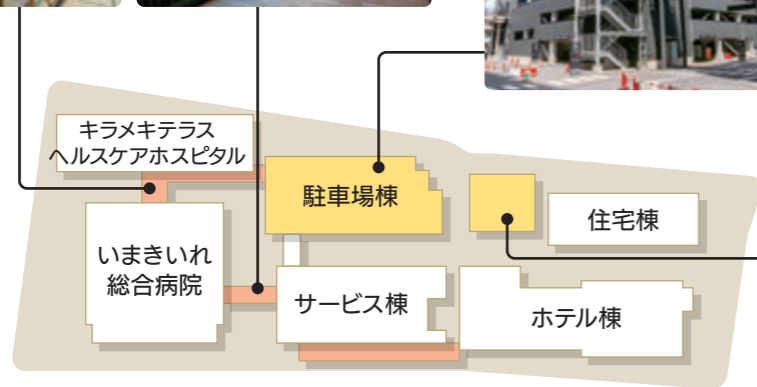 キラメキテラス
ヘルスケアホスピタル
駐車場棟
住宅棟
いまきいれ
総合病院
サービス棟
ホテル棟